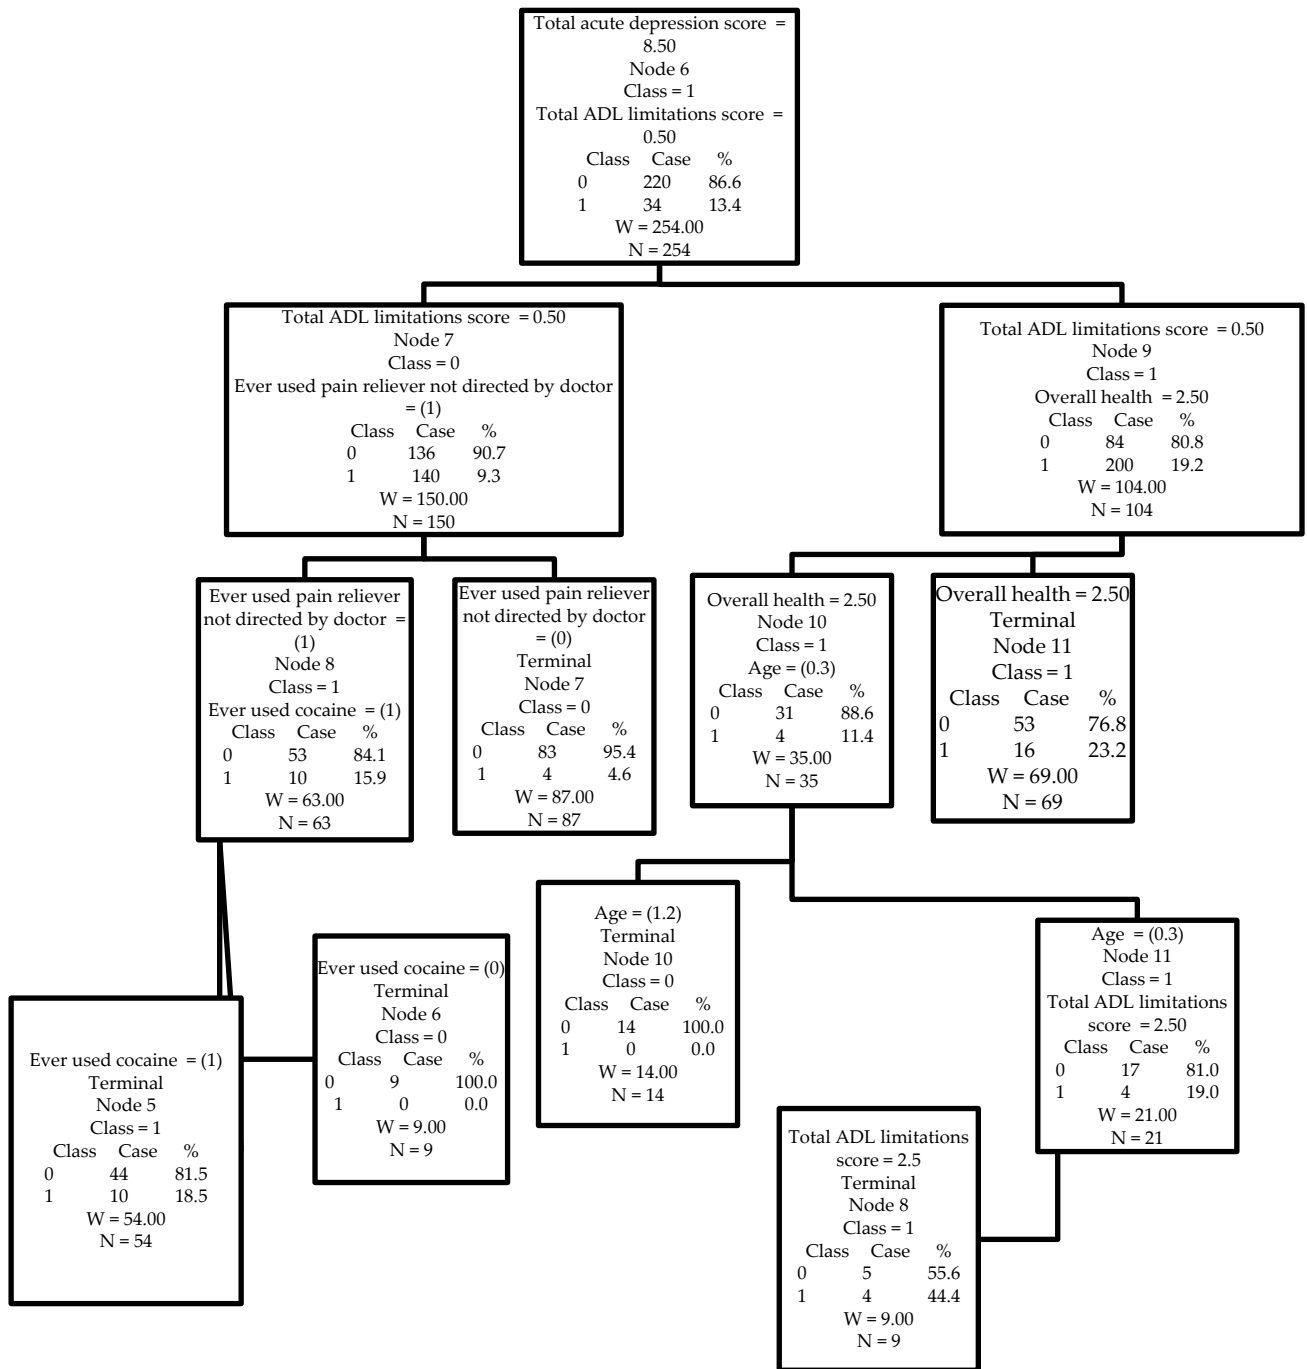 Total acute depression score =
8.50
Node 6
Class = 1
Total ADL limitations score =
0.50
Class Case %
0 220 86.6
1 34 13.4
W = 254.00
N = 254
Total ADL limitations score = 0.50
Node 7
Class = 0
Ever used pain reliever not directed by doctor
= (1)
Class Case %
0 136 90.7
1 140 9.3
W = 150.00
N = 150
Total ADL limitations score = 0.50
Node 9
Class = 1
Overall health = 2.50
Class Case %
0 84 80.8
1 200 19.2
W = 104.00
N = 104
Ever used pain reliever
not directed by doctor =
(1)
Node 8
Class = 1
Ever used cocaine = (1)
Class Case %
0 53 84.1
1 10 15.9
W = 63.00
N = 63
Ever used pain reliever
not directed by doctor
= (0)
Terminal
Node 7
Class = 0
Class Case %
0 83 95.4
1 4 4.6
W = 87.00
N = 87
Overall health = 2.50
Node 10
Class = 1
Age = (0.3)
Class Case %
0 31 88.6
1 4 11.4
W = 35.00
N = 35
Overall health = 2.50
Terminal
Node 11
Class = 1
Class Case %
0 53 76.8
1 16 23.2
W = 69.00
N = 69
Ever used cocaine = (1)
Terminal
Node 5
Class = 1
Class Case %
0 44 81.5
1 10 18.5
W = 54.00
N = 54
Ever used cocaine = (0)
Terminal
Node 6
Class = 0
Class Case %
0 9 100.0
1 0 0.0
W = 9.00
N = 9
Age = (1.2)
Terminal
Node 10
Class = 0
Class Case %
0 14 100.0
1 0 0.0
W = 14.00
N = 14
Age = (0.3)
Node 11
Class = 1
Total ADL limitations
score = 2.50
Class Case %
0 17 81.0
1 4 19.0
W = 21.00
N = 21
Total ADL limitations
score = 2.5
Terminal
Node 8
Class = 1
Class Case %
0 5 55.6
1 4 44.4
W = 9.00
N = 9